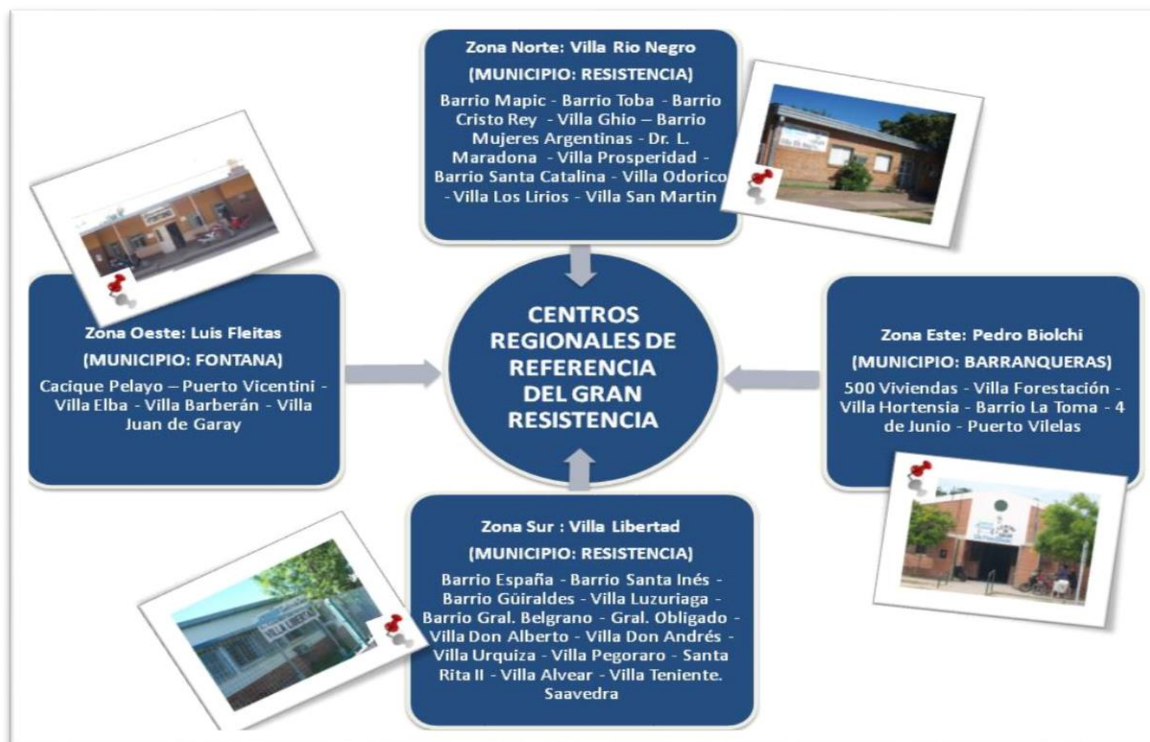 Zona Norte: Villa Rio Negro
(MUNICIPIO: RESISTENCIA)
Barrio Mapic - Barrio Toba - Barrio
Cristo Rey - Villa Ghio – Barrio
Mujeres Argentinas - Dr. L.
Maradona - Villa Prosperidad -
Barrio Santa Catalina - Villa Odorico
- Villa Los Lirios - Villa San Martin
Zona Oeste: Luis Fleitas
(MUNICIPIO: FONTANA)
Cacique Pelayo – Puerto Vicentini -
Villa Elba - Villa Barberán - Villa
Juan de Garay
CENTROS
REGIONALES DE
REFERENCIA
DEL GRAN
RESISTENCIA
Zona Este: Pedro Biolchi
(MUNICIPIO: BARRANQUERAS)
500 Viviendas - Villa Forestación -
Villa Hortensia - Barrio La Toma - 4
de Junio - Puerto Vilelas
Zona Sur : Villa Libertad
(MUNICIPIO: RESISTENCIA)
Barrio España - Barrio Santa Inés -
Barrio Güiraldes - Villa Luzuriaga -
Barrio Gral. Belgrano - Gral. Obligado -
Villa Don Alberto - Villa Don Andrés -
Villa Urquiza - Villa Pegoraro - Santa
Rita II - Villa Alvear - Villa Teniente.
Saavedra
VILLA LIBERTAD